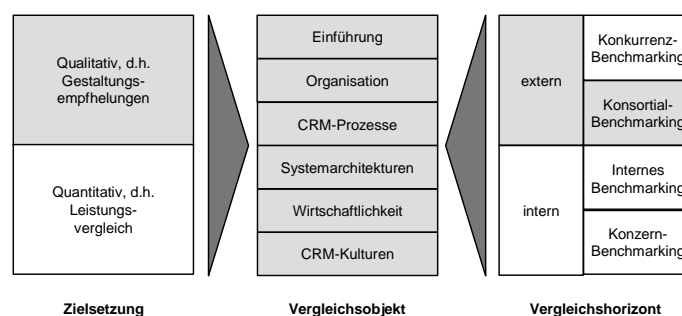 Qualitativ, d.h.
Gestaltungs-
empfhelungen
Quantitativ, d.h.
Leistungs-
vergleich
Zielsetzung
Einführung
Organisation
CRM-Prozesse
Systemarchitekturen
Wirtschaftlichkeit
CRM-Kulturen
Vergleichsobjekt
extern
intern
Konkurrenz-
Benchmarking
Konsortial-
Benchmarking
Internes
Benchmarking
Konzern-
Benchmarking
Vergleichshorizont